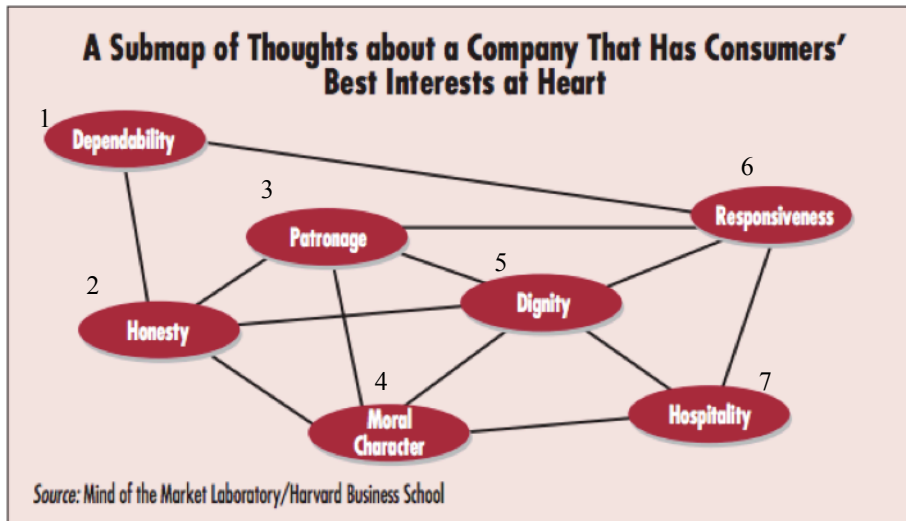 A Submap of Thoughts about a Company That Has Consumers’
Best Interests at Heart
1
Dependability
3
Patronage
6
Responsiveness
2
Honesty
5
Dignity
4
Moral
Character
7
Hospitality
Source: Mind of the Market Laboratory/Harvard Business School